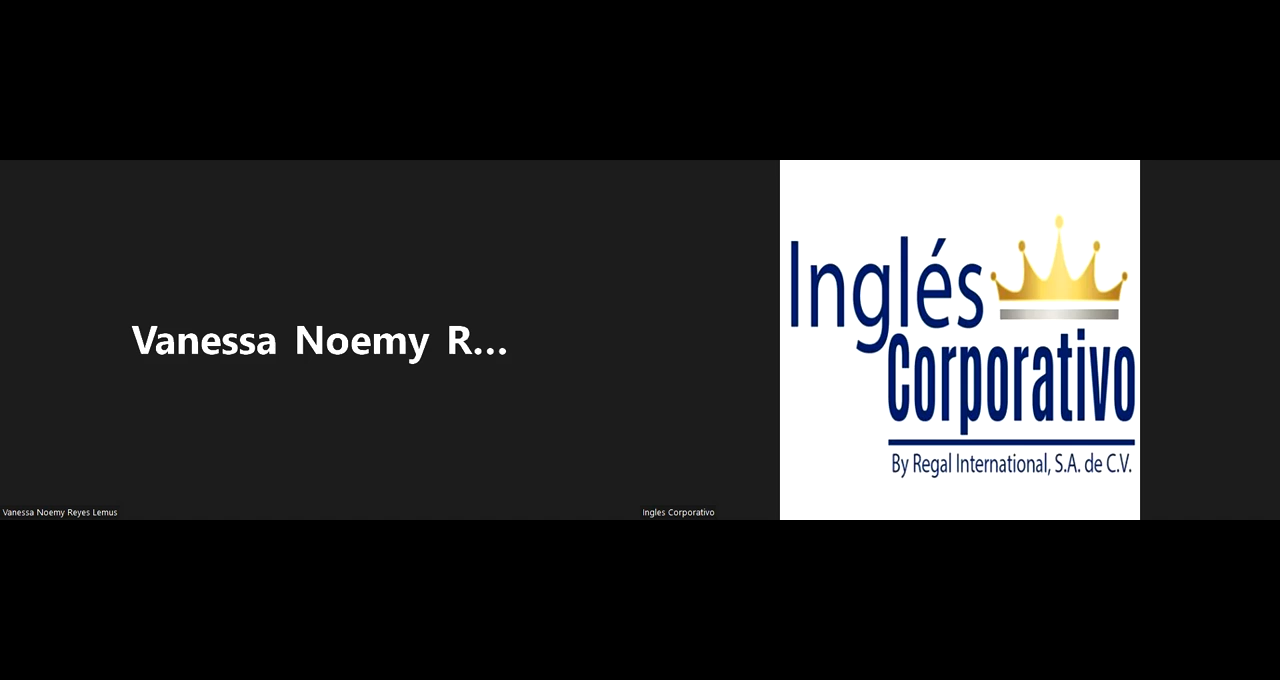 Vanessa Noemy R...
Vanessa Noemy Reyes Lemus
Inglés
Corporativo
By Regal International, S.A. de C.V.
Ingles Corporativo